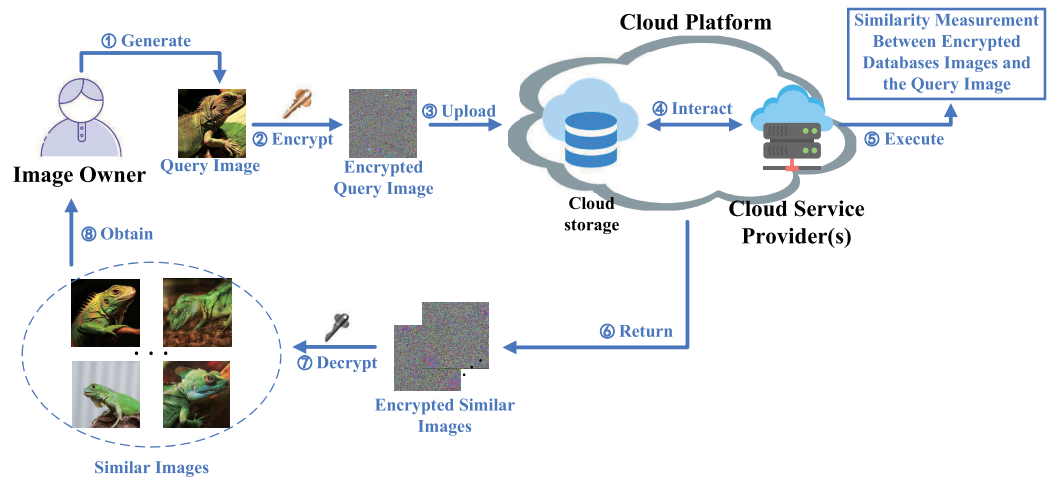 ① Generate
Image Owner
Query Image
② Encrypt
Encrypted
Query Image
③ Upload
Cloud Platform
④ Interact
Cloud
storage
Cloud Service
Provider(s)
⑤ Execute
Similarity Measurement
Between Encrypted
Databases Images and
the Query Image
⑥ Return
Encrypted Similar
Images
⑦ Decrypt
Similar Images
⑧ Obtain